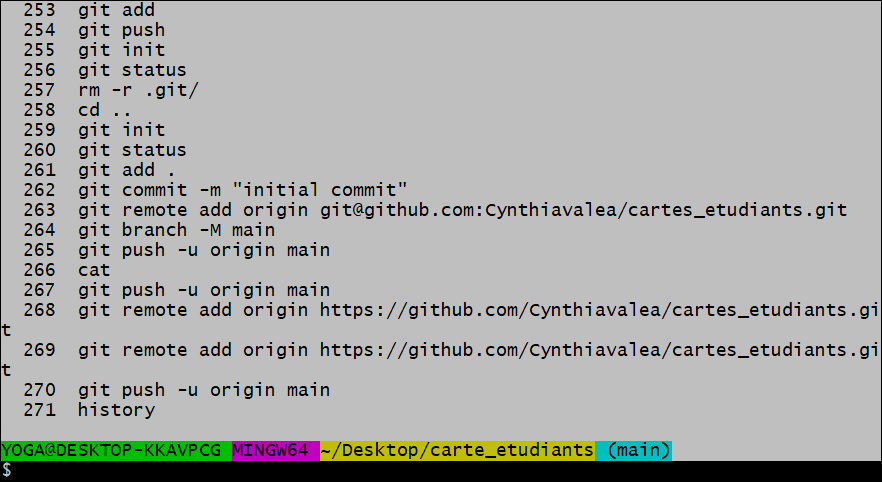 253  git add
254  git push
255  git init
256  git status
257  rm -r .git/
258  cd ..
259  git init
260  git status
261  git add .
262  git commit -m "initial commit"
263  git remote add origin git@github.com:Cynthiavalea/cartes_etudiants.git
264  git branch -M main
265  git push -u origin main
266  cat
267  git push -u origin main
268  git remote add origin https://github.com/Cynthiavalea/cartes_etudiants.gi
t
269  git remote add origin https://github.com/Cynthiavalea/cartes_etudiants.gi
t
270  git push -u origin main
271  history
YOGA@DESKTOP-KKAVPCG MINGW64 ~/Desktop/carte_etudiants (main)
$